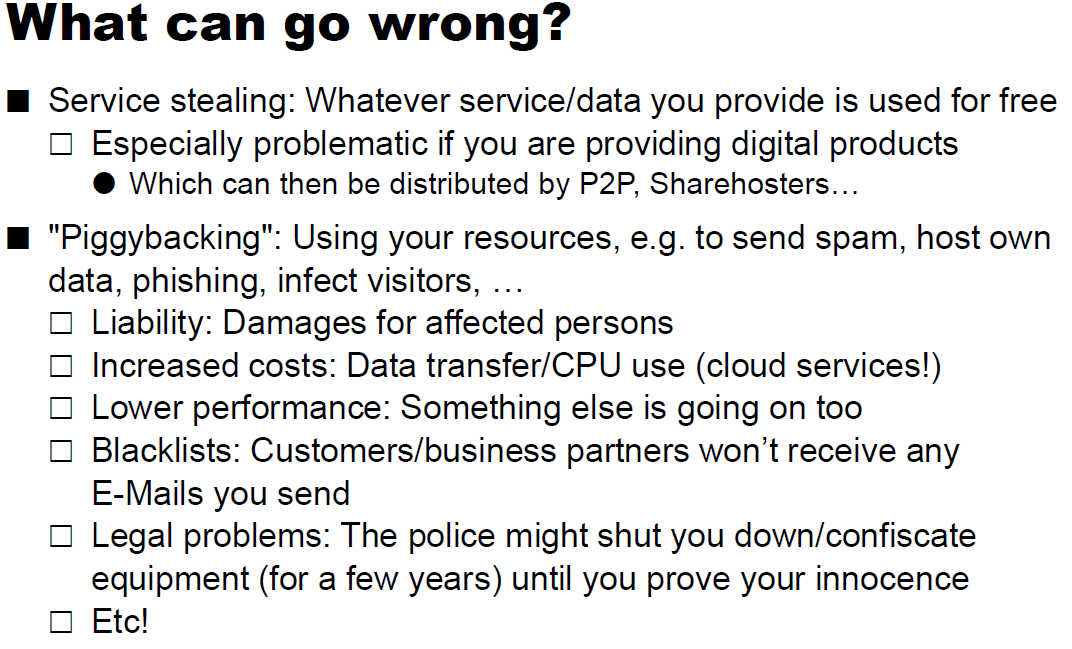 What can go wrong?
■ Service stealing: Whatever service/data you provide is used for free
□ Especially problematic if you are providing digital products
● Which can then be distributed by P2P, Sharehosters…
■ "Piggybacking": Using your resources, e.g. to send spam, host own
data, phishing, infect visitors, …
□ Liability: Damages for affected persons
□ Increased costs: Data transfer/CPU use (cloud services!)
□ Lower performance: Something else is going on too
□ Blacklists: Customers/business partners won’t receive any
E-Mails you send
□ Legal problems: The police might shut you down/confiscate
equipment (for a few years) until you prove your innocence
□ Etc!